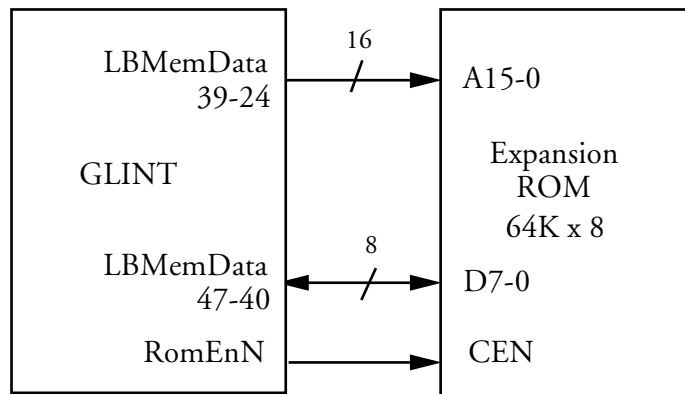 LBMemData
39-24
GLINT
LBMemData
47-40
RomEnN
16
8
A15-0
Expansion
ROM
64K x 8
D7-0
CEN